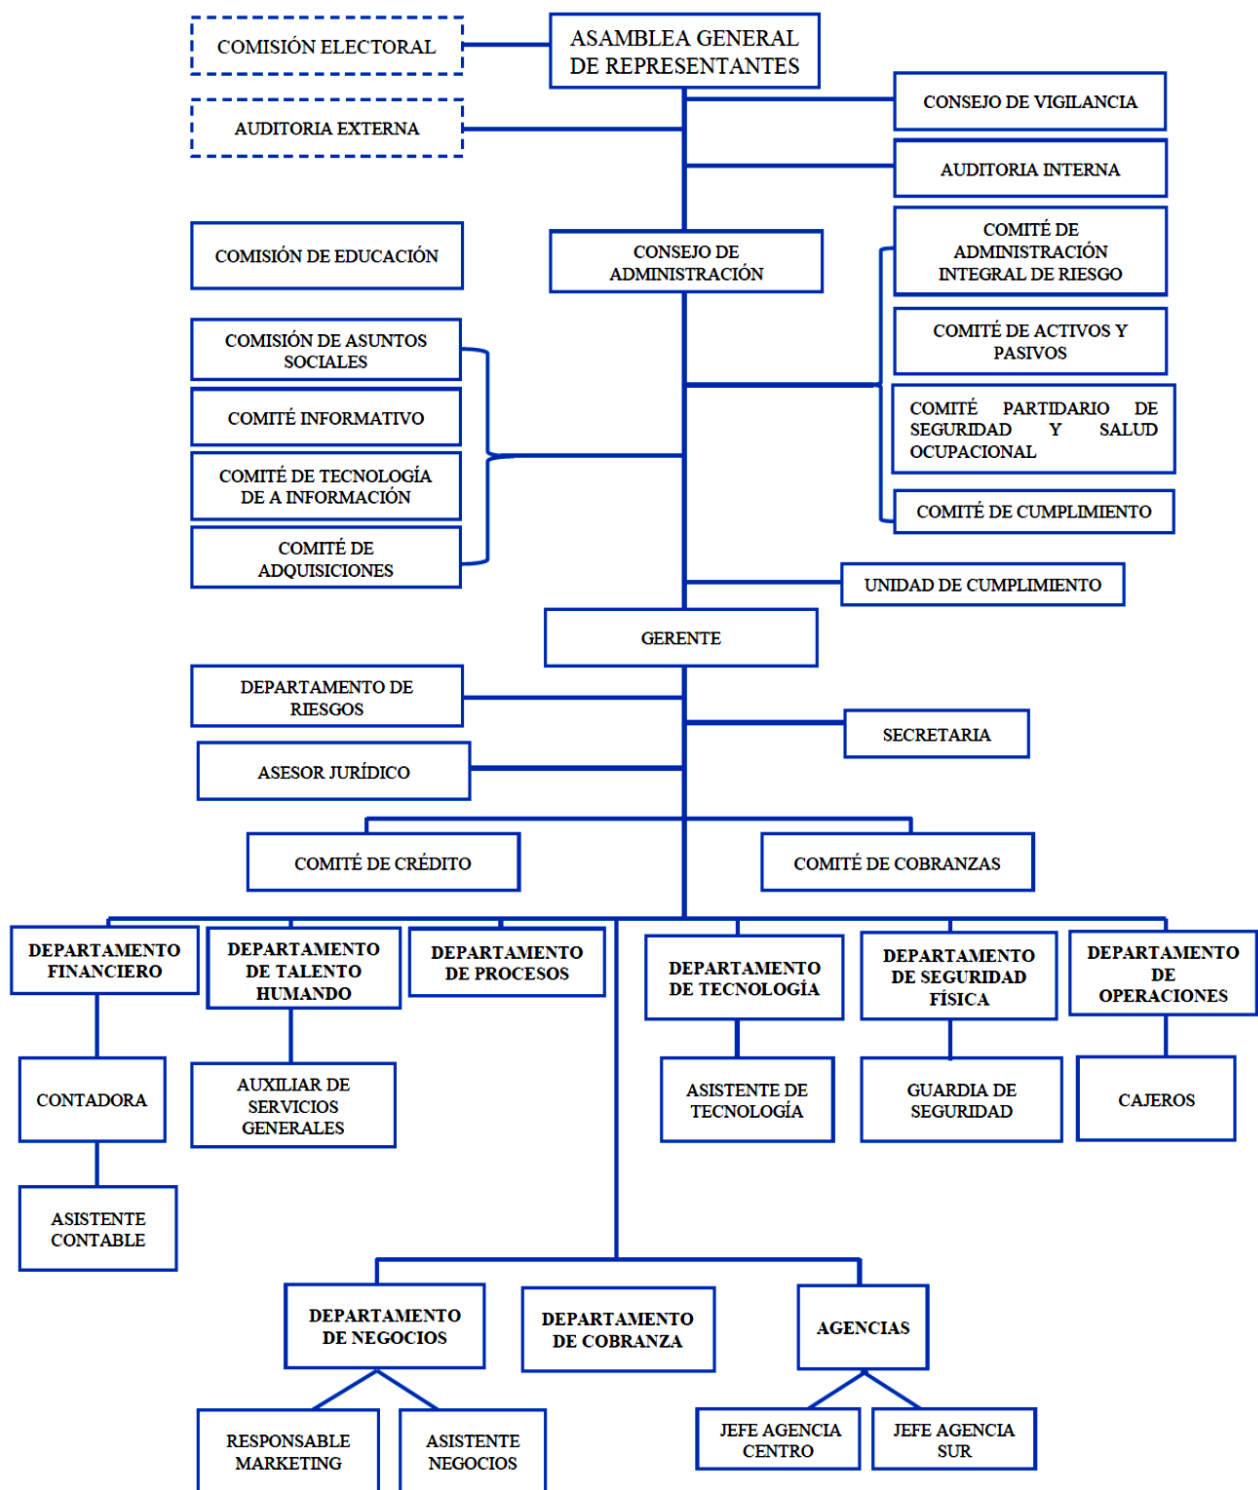 COMISIÓN ELECTORAL
ASAMBLEA GENERAL
DE REPRESENTANTES
CONSEJO DE VIGILANCIA
AUDITORIA EXTERNA
AUDITORIA INTERNA
COMISIÓN DE EDUCACIÓN
CONSEJO DE
ADMINISTRACIÓN
COMITÉ DE
ADMINISTRACIÓN
INTEGRAL DE RIESGO
COMISIÓN DE ASUNTOS
SOCIALES
COMITÉ DE ACTIVOS Y
PASIVOS
COMITÉ INFORMATIVO
COMITÉ PARTIDARIO DE
SEGURIDAD Y SALUD
OCUPACIONAL
COMITÉ DE TECNOLOGÍA
DE A INFORMACIÓN
COMITÉ DE CUMPLIMIENTO
COMITÉ DE
ADQUISICIONES
UNIDAD DE CUMPLIMIENTO
GERENTE
DEPARTAMENTO DE
RIESGOS
SECRETARIA
ASESOR JURÍDICO
COMITÉ DE CRÉDITO
COMITÉ DE COBRANZAS
DEPARTAMENTO
FINANCIERO
DEPARTAMENTO
DE TALENTO
HUMANDO
DEPARTAMENTO
DE PROCESOS
DEPARTAMENTO
DE TECNOLOGÍA
DEPARTAMENTO
DE SEGURIDAD
FÍSICA
DEPARTAMENTO
DE
OPERACIONES
CONTADORA
AUXILIAR DE
SERVICIOS
GENERALES
ASISTENTE DE
TECNOLOGÍA
GUARDIA DE
SEGURIDAD
CAJEROS
ASISTENTE
CONTABLE
DEPARTAMENTO
DE NEGOCIOS
DEPARTAMENTO
DE COBRANZA
AGENCIAS
RESPONSABLE
MARKETING
ASISTENTE
NEGOCIOS
JEFE AGENCIA
CENTRO
JEFE AGENCIA
SUR